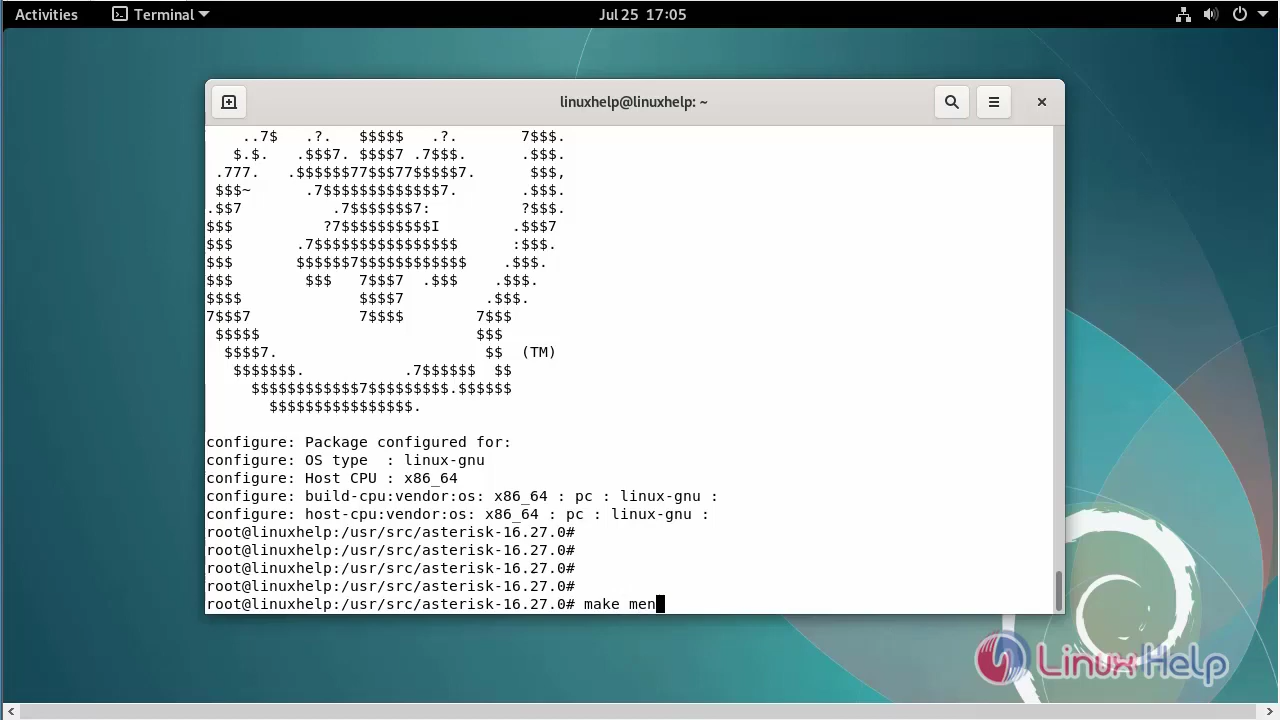 Activities Terminal Jul 25 17:05
linuxhelp@linuxhelp: ~
..7$   .?.   $$$$$   .?.          7$$$.
$.$.   .$$$7. $$$$7 .7$$$.      .$$$.
.777.   .$$$$$$77$$$77$$$$$7.      $$$,
$$$~      .7$$$$$$$$$$$$$7.        .$$$.
.$$7          .7$$$$$$$7:          ?$$$.
$$$          ?7$$$$$$$$$$I        .$$$7
$$$       .7$$$$$$$$$$$$$$$$      :$$$.
$$$       $$$$$$7$$$$$$$$$$$$    .$$$.
$$$        $$$   7$$$7  .$$$    .$$$.
$$$$             $$$$7         .$$$.
7$$$7            7$$$$        7$$$
$$$$$                        $$$
$$$$7.                       $$  (TM)
$$$$$$$.           .7$$$$$$  $$
$$$$$$$$$$$$7$$$$$$$$$.$$$$$$
$$$$$$$$$$$$$$$$.
configure: Package configured for:
configure: OS type  : linux-gnu
configure: Host CPU : x86_64
configure: build-cpu:vendor:os: x86_64 : pc : linux-gnu :
configure: host-cpu:vendor:os: x86_64 : pc : linux-gnu :
root@linuxhelp:/usr/src/asterisk-16.27.0#
root@linuxhelp:/usr/src/asterisk-16.27.0#
root@linuxhelp:/usr/src/asterisk-16.27.0#
root@linuxhelp:/usr/src/asterisk-16.27.0#
root@linuxhelp:/usr/src/asterisk-16.27.0# make men
Linux Help